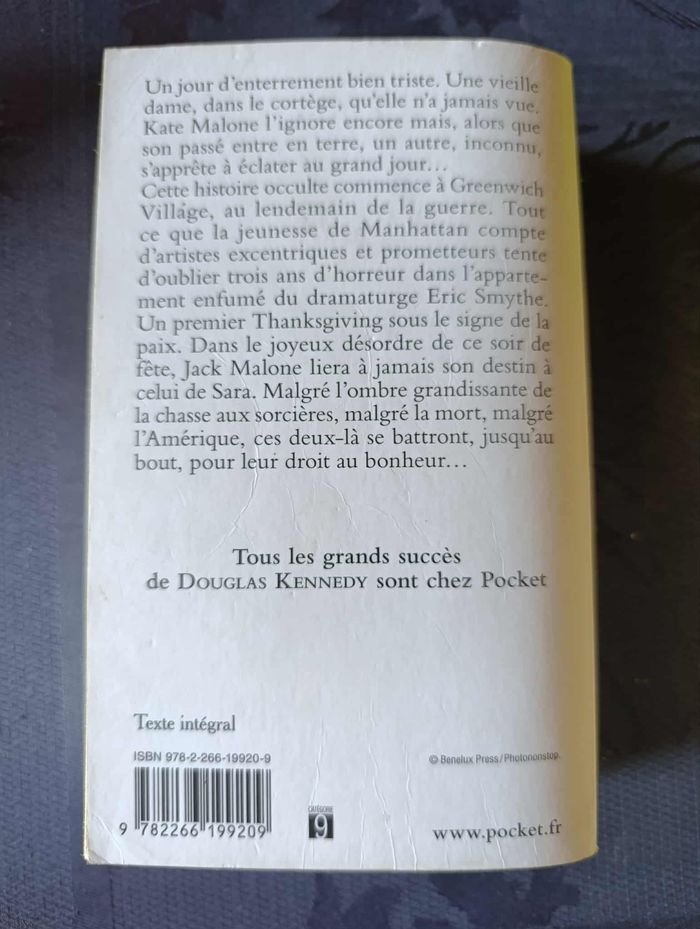 Un jour d'enterrement bien triste. Une vieille
dame, dans le cortège, qu'elle n'a jamais vue.
Kate Malone l'ignore encore mais, alors que
son passé entre en terre, un autre, inconnu,
s'apprête à éclater au grand jour…
Cette histoire occulte commence à Greenwich
Village, au lendemain de la guerre. Tout
ce que la jeunesse de Manhattan compte
d'artistes excentriques et prometteurs tente
d'oublier trois ans d'horreur dans l'apparte-
ment enfumé du dramaturge Eric Smythe.
Un premier Thanksgiving sous le signe de la
paix. Dans le joyeux désordre de ce soir de
fête, Jack Malone liera à jamais son destin à
celui de Sara. Malgré l'ombre grandissante de
la chasse aux sorcières, malgré la mort, malgré
l'Amérique, ces deux-là se battront, jusqu'au
bout, pour leur droit au bonheur…
Tous les grands succès
de DOUGLAS KENNEDY sont chez Pocket
Texte intégral
ISBN 978-2-266-19920-9
© Benelux Press/Photononstop.
9 782266 199209
CATÉGORIE
9
www.pocket.fr